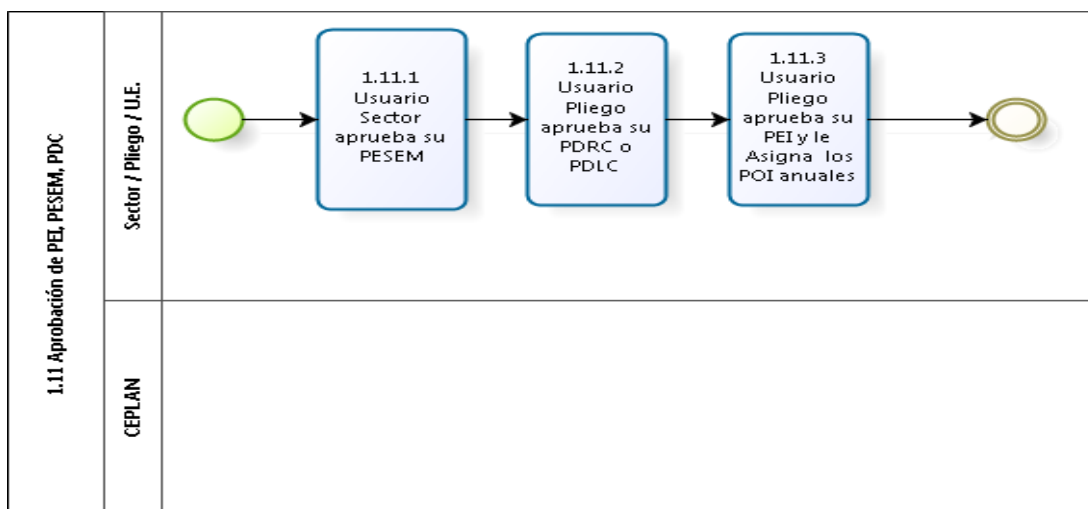 1.11 Aprobación de PEI, PESEM, PDC
Sector / Pliego / U.E.
1.11.1
Usuario
Sector
aprueba su
PESEM
1.11.2
Usuario
Pliego
aprueba su
PDRC o
PDLC
1.11.3
Usuario
Pliego
aprueba su
PEI y le
Asigna los
POI anuales
CEPLAN